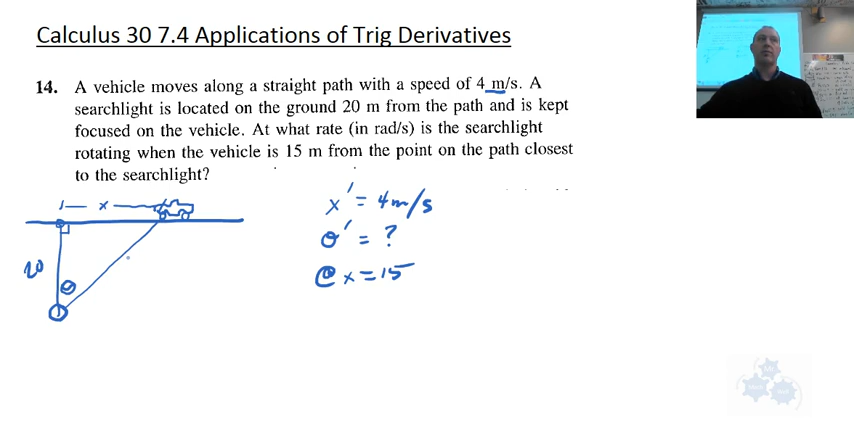 Calculus 30 7.4 Applications of Trig Derivatives
14. A vehicle moves along a straight path with a speed of 4 m/s. A
searchlight is located on the ground 20 m from the path and is kept
focused on the vehicle. At what rate (in rad/s) is the searchlight
rotating when the vehicle is 15 m from the point on the path closest
to the searchlight?
x
20
θ
x' = 4m/s
θ' = ?
@ x = 15